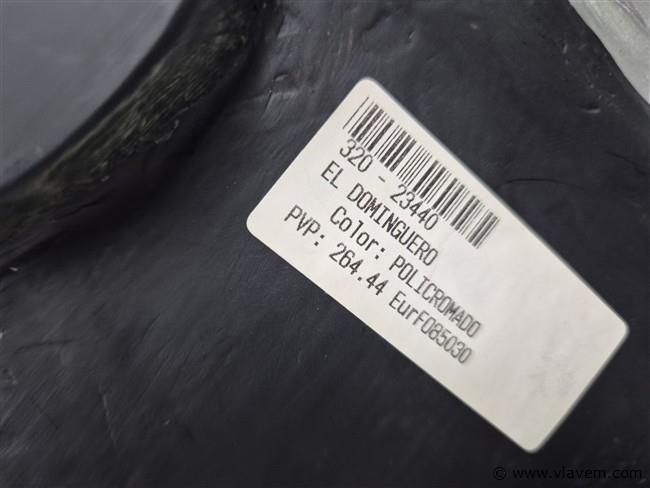 320 - 23440
EL DOMINGUERO
Color: POLICROMADO
PVP: 264.44 EurF085030
© www.vlavem.com